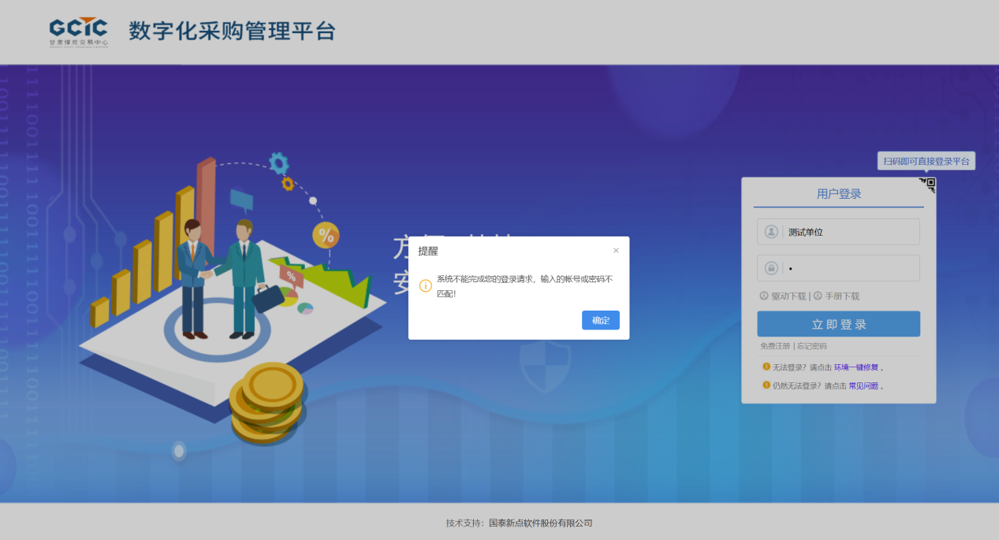 GCTC
甘肃煤炭交易中心
数字化采购管理平台
扫码即可直接登录平台
用户登录
测试单位
驱动下载 | 手册下载
立即登录
免费注册 | 忘记密码
无法登录？请点击 环境一键修复 。
仍然无法登录？请点击 常见问题 。
提醒
×
系统不能完成您的登录请求，输入的帐号或密码不
匹配！
确定
%
%
技术支持：国泰新点软件股份有限公司